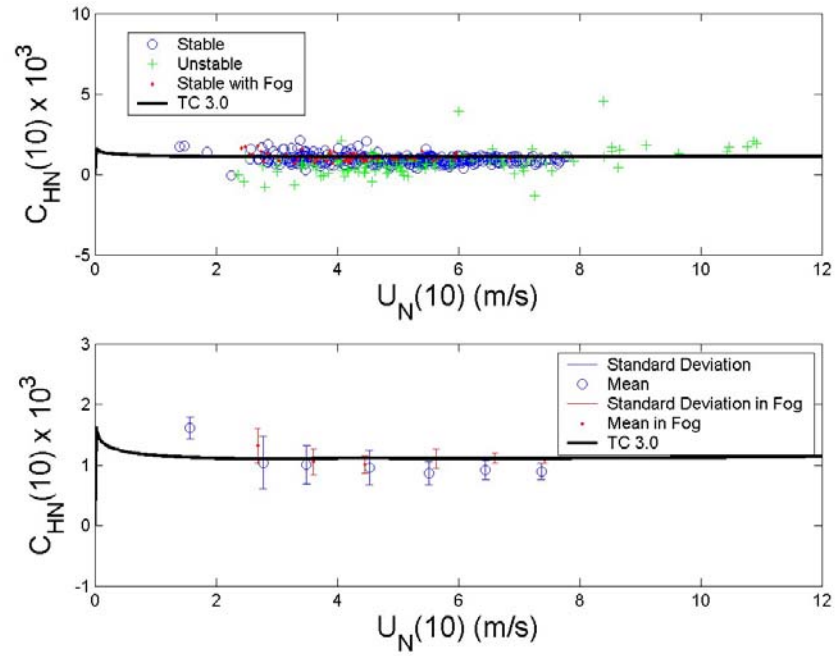 10
5
0
-5
C_HN(10) x 10^3
Stable
Unstable
Stable with Fog
TC 3.0
0 2 4 6 8 10 12
U_N(10) (m/s)
3
2
1
0
-1
C_HN(10) x 10^3
Standard Deviation
Mean
Standard Deviation in Fog
Mean in Fog
TC 3.0
0 2 4 6 8 10 12
U_N(10) (m/s)